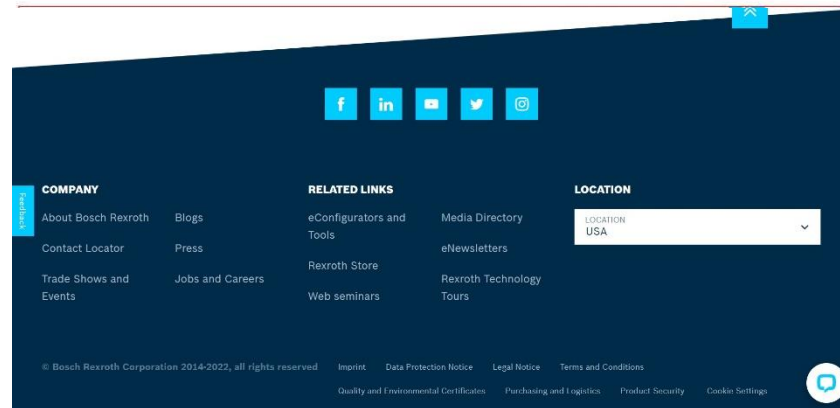 COMPANY
About Bosch Rexroth
Blogs
Contact Locator
Press
Trade Shows and
Events
Jobs and Careers
RELATED LINKS
eConfigurators and
Tools
Media Directory
Rexroth Store
eNewsletters
Web seminars
Rexroth Technology
Tours
LOCATION
LOCATION
USA
Feedback
© Bosch Rexroth Corporation 2014-2022, all rights reserved
Imprint
Data Protection Notice
Legal Notice
Terms and Conditions
Quality and Environmental Certificates
Purchasing and Logistics
Product Security
Cookie Settings